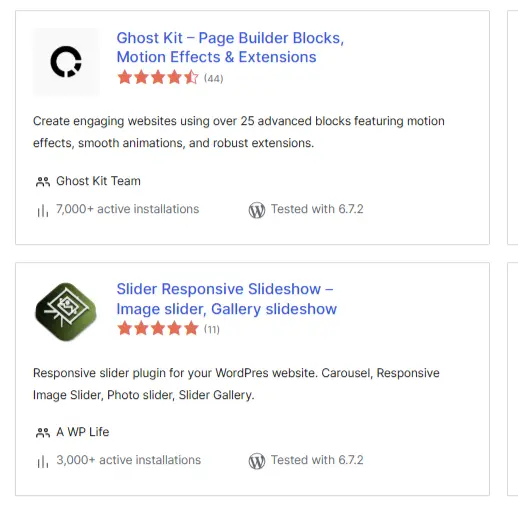 Ghost Kit – Page Builder Blocks,
Motion Effects & Extensions
(44)
Create engaging websites using over 25 advanced blocks featuring motion
effects, smooth animations, and robust extensions.
Ghost Kit Team
7,000+ active installations
Tested with 6.7.2
Slider Responsive Slideshow –
Image slider, Gallery slideshow
(11)
Responsive slider plugin for your WordPres website. Carousel, Responsive
Image Slider, Photo slider, Slider Gallery.
A WP Life
3,000+ active installations
Tested with 6.7.2